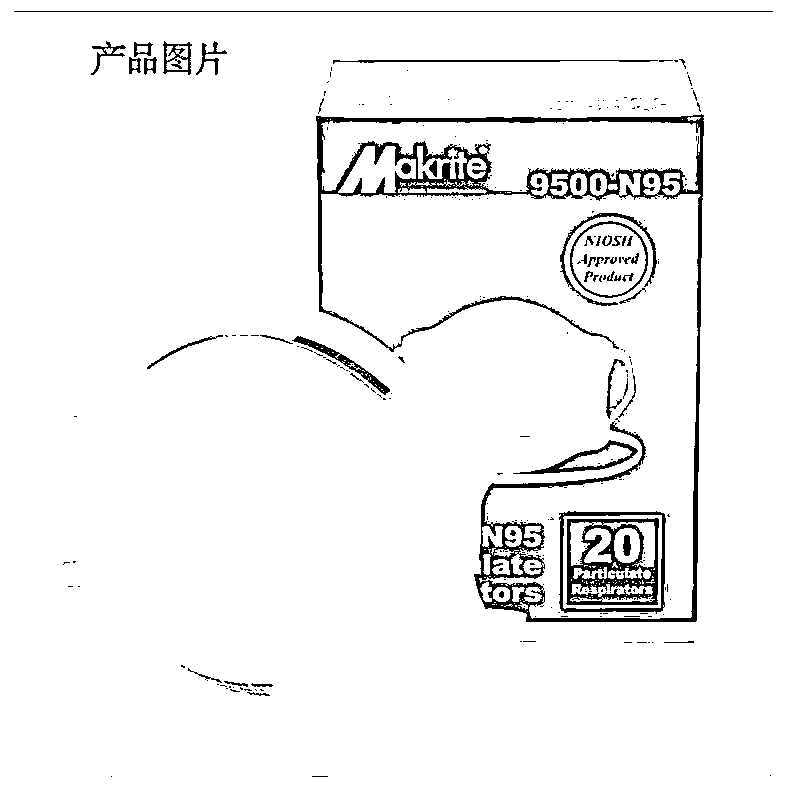 产品图片
Makrite
9500-N95
NIOSH
Approved
Product
N95
late
tors
20
Particulate
Respirators